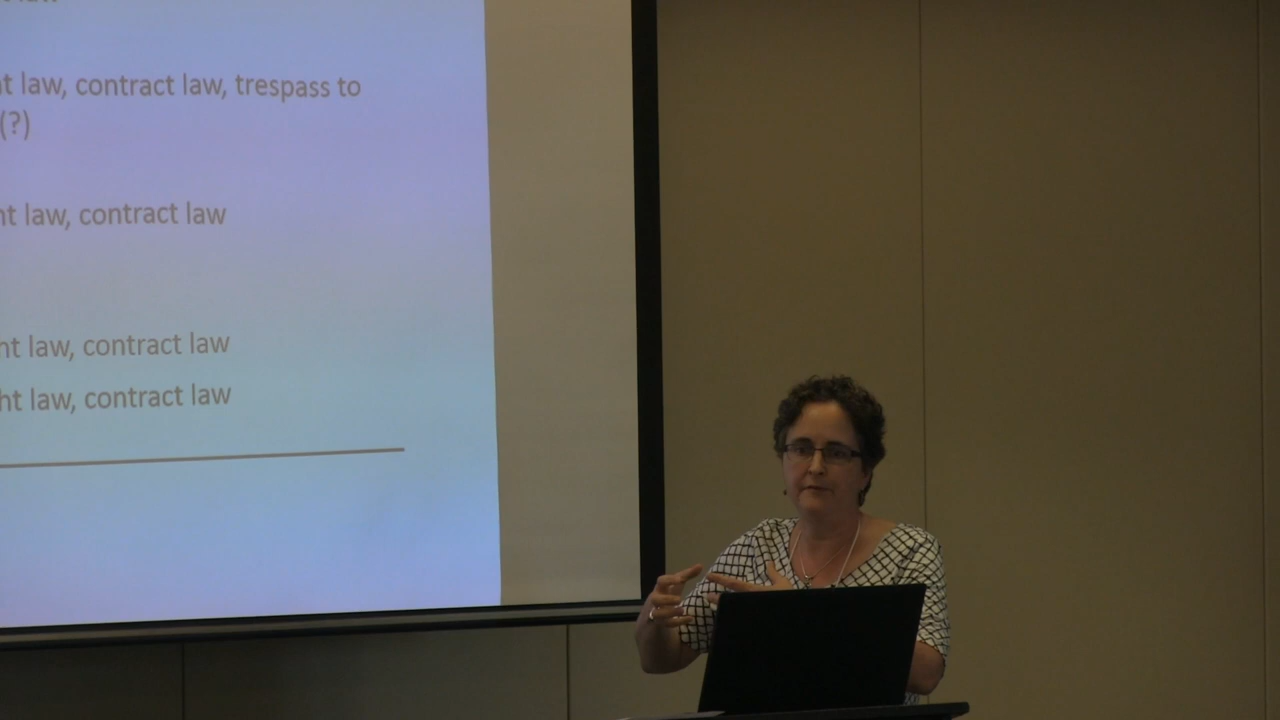 law, contract law, trespass to
(?)
law, contract law
law, contract law
law, contract law